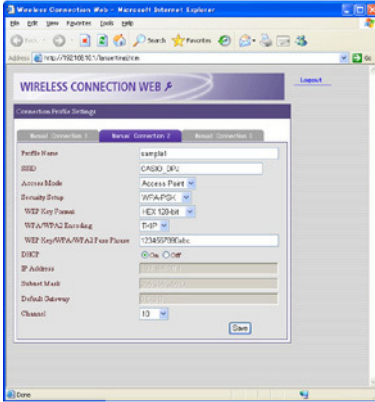 Wireless Connection Web - Microsoft Internet Explorer
File Edit View Favorites Tools Help
Back Search Favorites
Address Go
Logout
WIRELESS CONNECTION WEB
Connection Profile Settings
Manual Connection 1 Manual Connection 2 Manual Connection 3
Profile Name sample1
SSID CASIO_DPJ
Access Mode Access Point
Security Setup WPA-PSK
WEP Key Format HEX 128-bit
WPA/WPA2 Encoding TKIP
WEP Key/WPA/WPA2 Pass Phrase
DHCP On Off
IP Address
Subnet Mask
Default Gateway
Channel 10
Save
Done